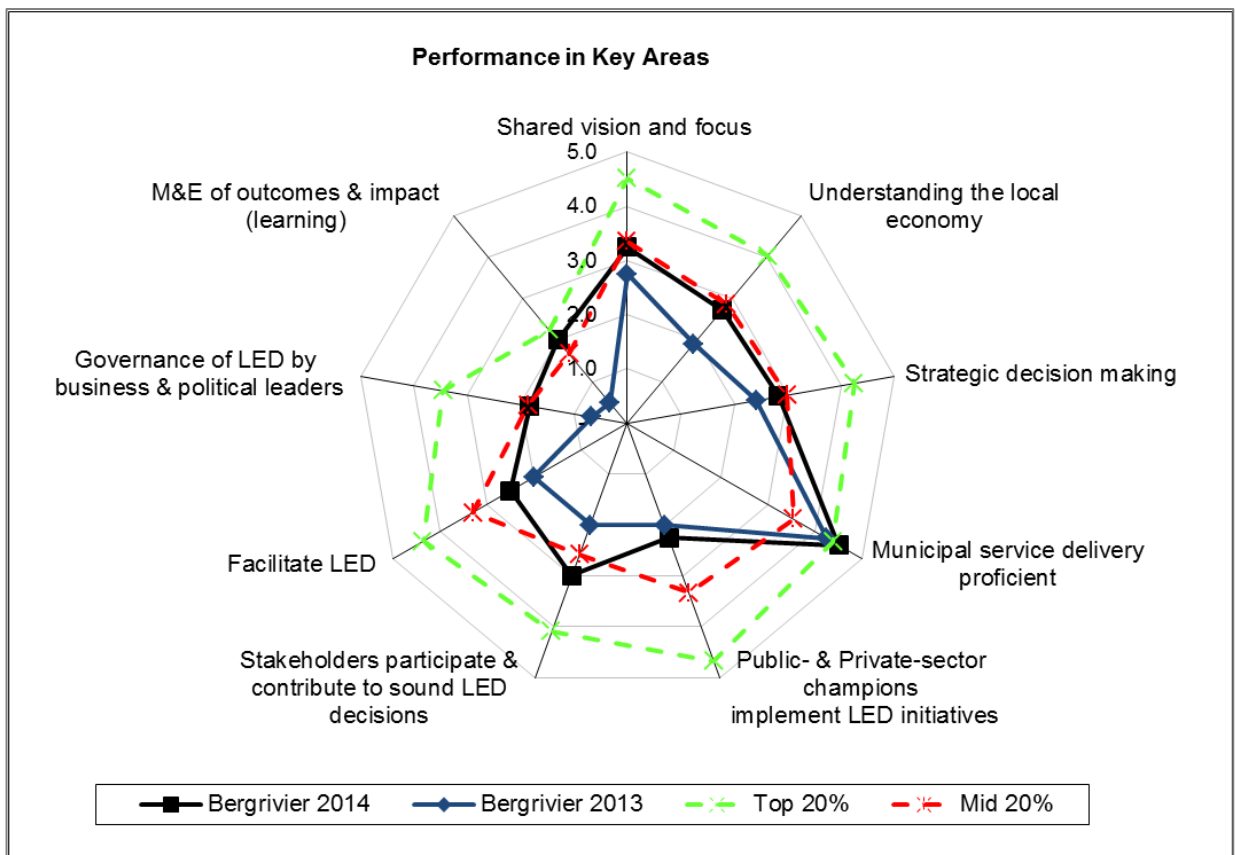 Performance in Key Areas
Shared vision and focus
5.0
4.0
3.0
2.0
1.0
-
Understanding the local
economy
Strategic decision making
Municipal service delivery
proficient
Public- & Private-sector
champions
implement LED initiatives
Stakeholders participate &
contribute to sound LED
decisions
Facilitate LED
Governance of LED by
business & political leaders
M&E of outcomes & impact
(learning)
Bergrivier 2014
Bergrivier 2013
Top 20%
Mid 20%